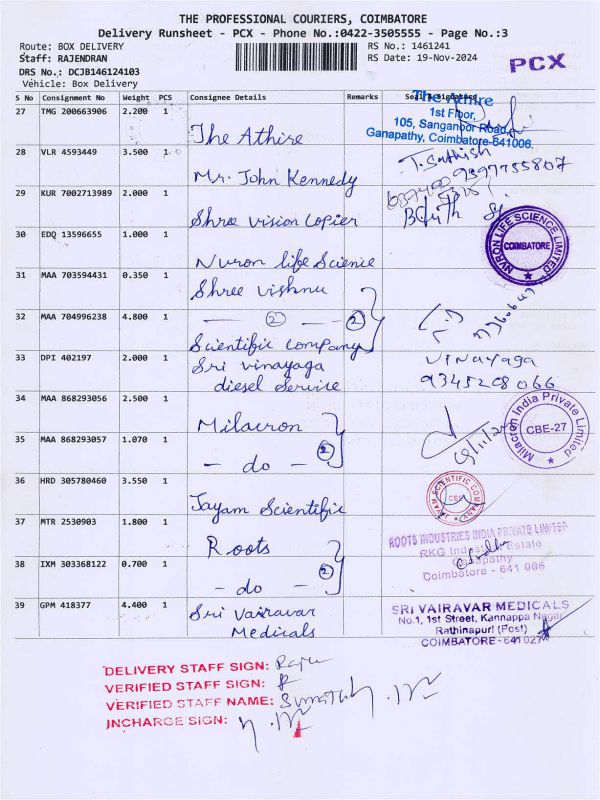 THE PROFESSIONAL COURIERS, COIMBATORE
Delivery Runsheet - PCX - Phone No.:0422-3505555 - Page No.:3
Route: BOX DELIVERY
RS No.: 1461241
Staff: RAJENDRAN
RS Date: 19-Nov-2024
PCX
DRS No.: DCJB146124103
Vehicle: Box Delivery
S No Consignment No Weight PCS Consignee Details Remarks
27 TMG 200663906 2.200 1 The Athire
The Athire
1st Floor,
105, Sanganoor Road,
Ganapathy, Coimbatore-641006.
28 VLR 4593449 3.500 1 Mr. John Kennedy
T. Sathish
29 KUR 7002713989 2.000 1 Shree vision Copier
30 EDQ 13596655 1.000 1 Nuron life Science
NYRON LIFE SCIENCE LIMITED
COIMBATORE
31 MAA 703594431 0.350 1 Shree vishnu
32 MAA 704996238 4.800 1 — ② — ②
Scientific company
33 DPI 402197 2.000 1 Sri vinayaga
diesel Service
VINAYAGA
9345208066
34 MAA 868293056 2.500 1 Milacron
Milacron India Private Limited
CBE-27
35 MAA 868293057 1.070 1 - do - ②
36 HRD 305780460 3.550 1 Jayam Scientific
JAYAM SCIENTIFIC COMPANY
37 MTR 2530903 1.800 1 Roots
ROOTS INDUSTRIES INDIA PRIVATE LIMITED
RKG Industrial Estate
Ganapathy
Coimbatore - 641 006
38 IXM 303368122 0.700 1 - do - ②
39 GPM 418377 4.400 1 Sri Vairavar
Medicals
SRI VAIRAVAR MEDICALS
No.1, 1st Street, Kannappa Nagar
Rathinapuri (Post)
COIMBATORE-641027
DELIVERY STAFF SIGN: Raju
VERIFIED STAFF SIGN:
VERIFIED STAFF NAME:
INCHARGE SIGN: